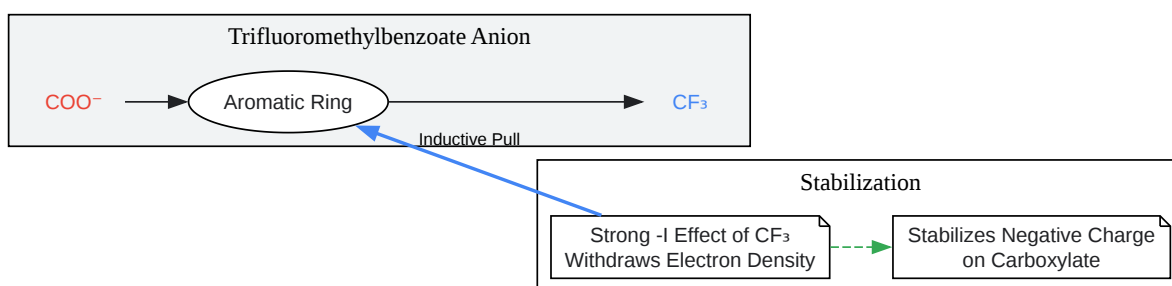 Trifluoromethylbenzoate Anion
COO⁻
Aromatic Ring
CF₃
Inductive Pull
Stabilization
Strong -I Effect of CF₃
Withdraws Electron Density
Stabilizes Negative Charge
on Carboxylate